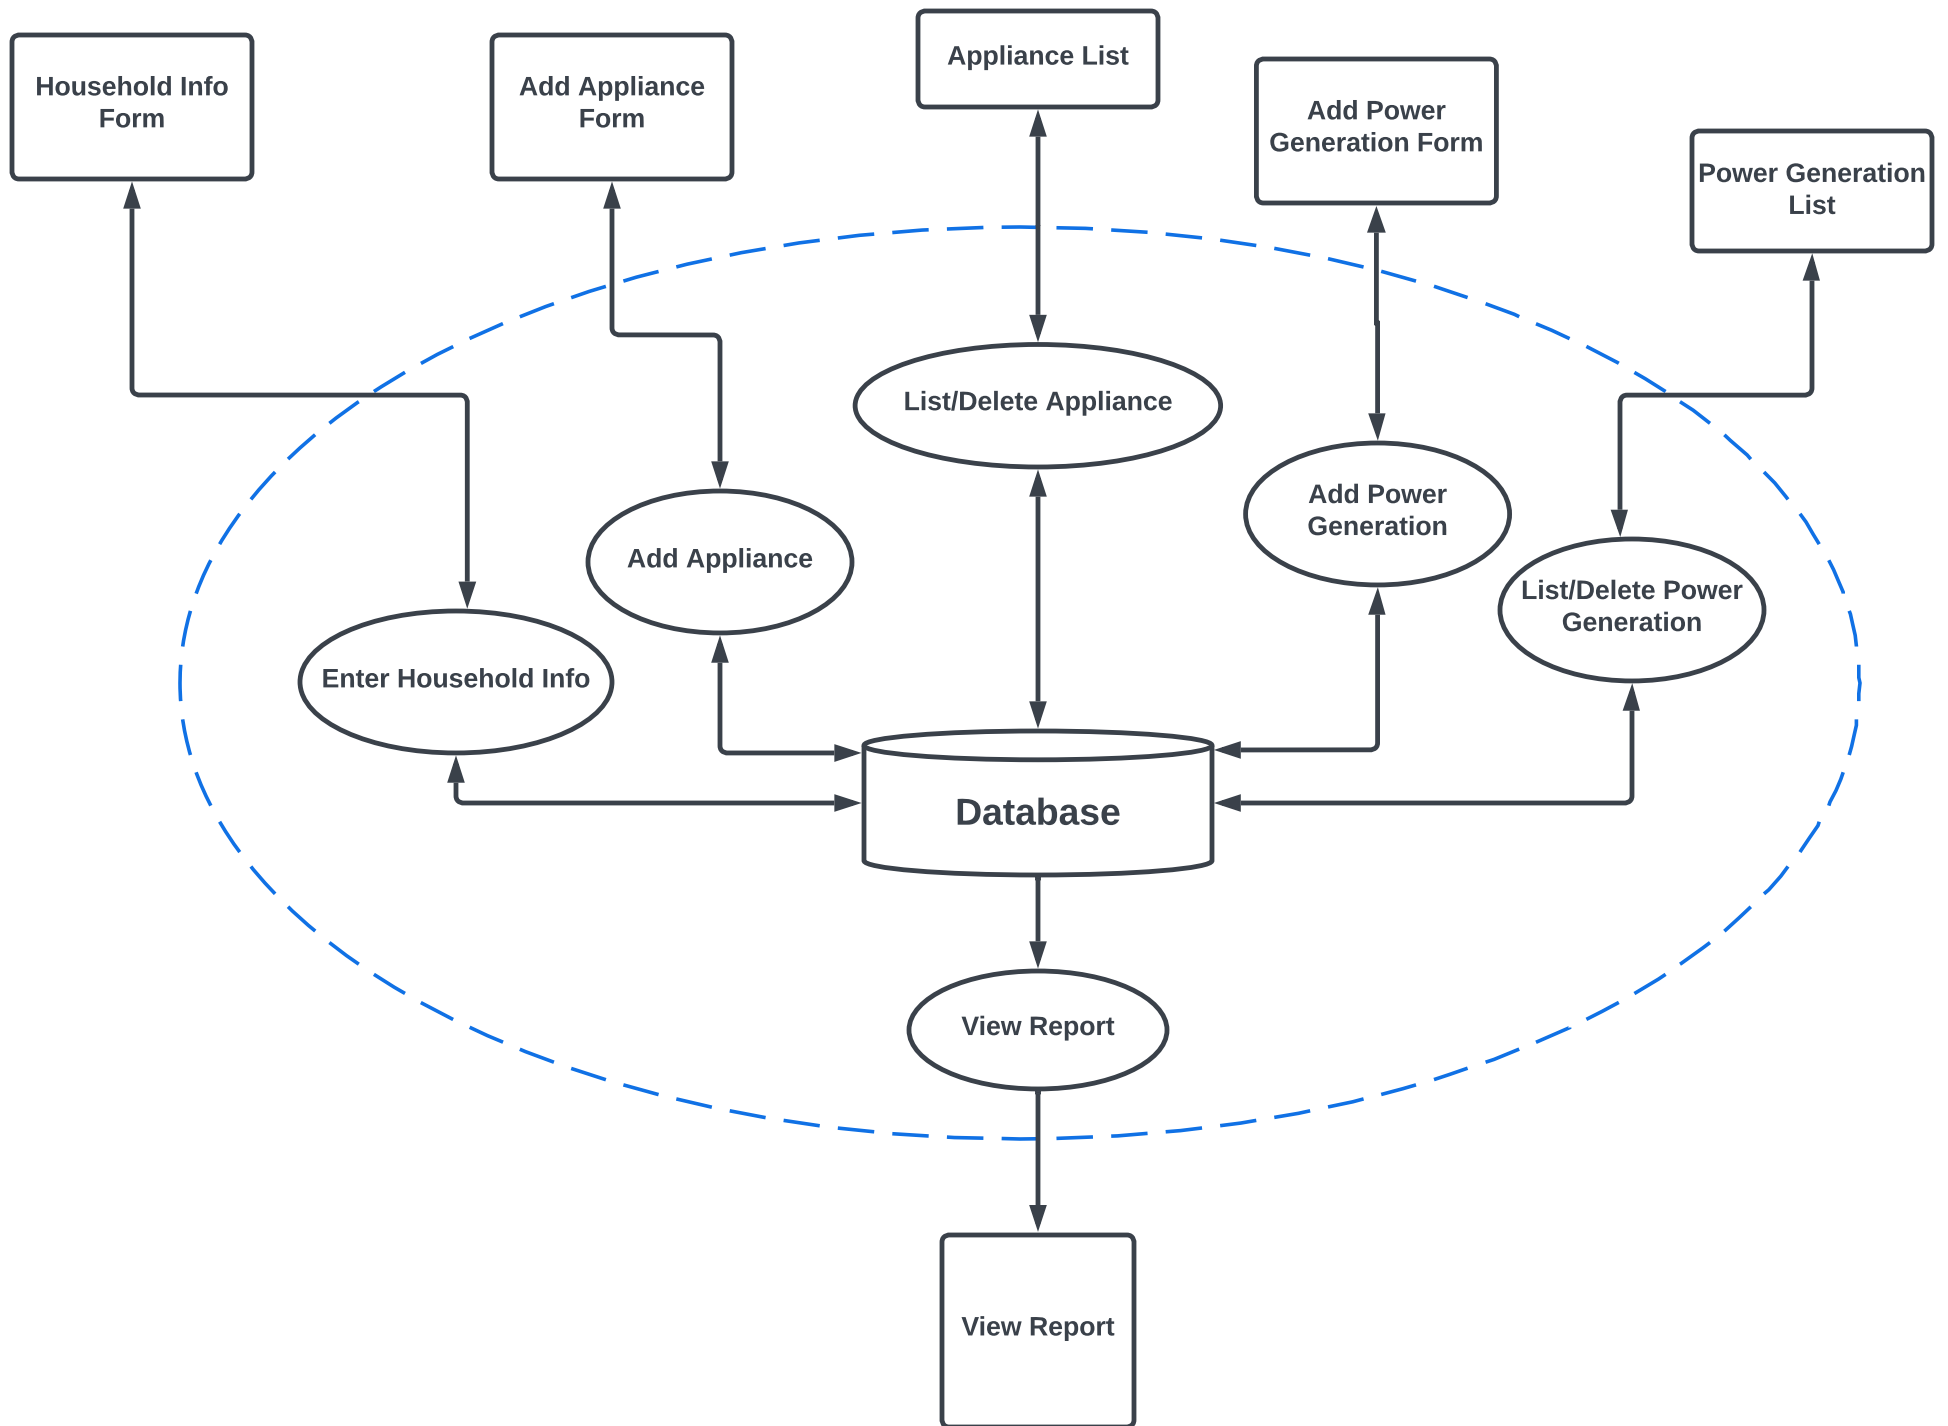 Household Info
Form
Add Appliance
Form
Appliance List
Add Power
Generation Form
Power Generation
List
List/Delete Appliance
Add Power
Generation
Add Appliance
List/Delete Power
Generation
Enter Household Info
Database
View Report
View Report